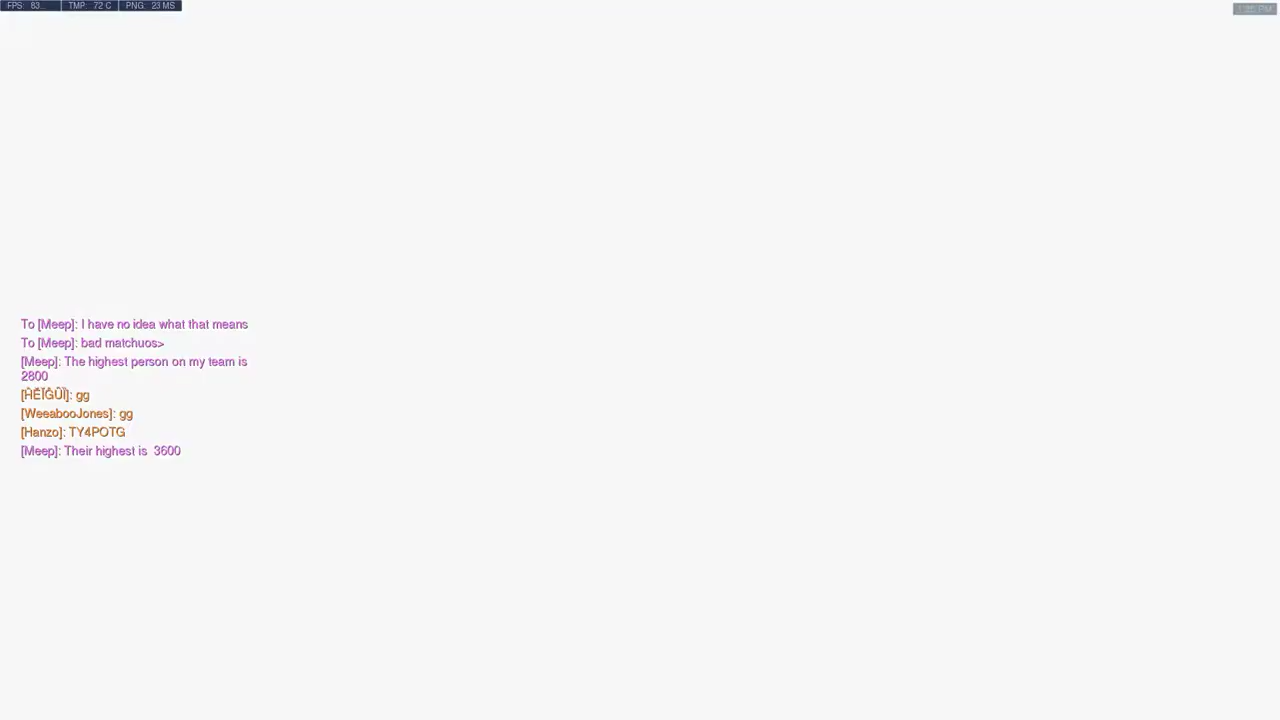 FPS: 83... TMP: 72 C PNG: 23 MS
To [Meep]: I have no idea what that means
To [Meep]: bad matchuos>
[Meep]: The highest person on my team is
2800
[HĚÏĜÛÏ]: gg
[WeeabooJones]: gg
[Hanzo]: TY4POTG
[Meep]: Their highest is 3600